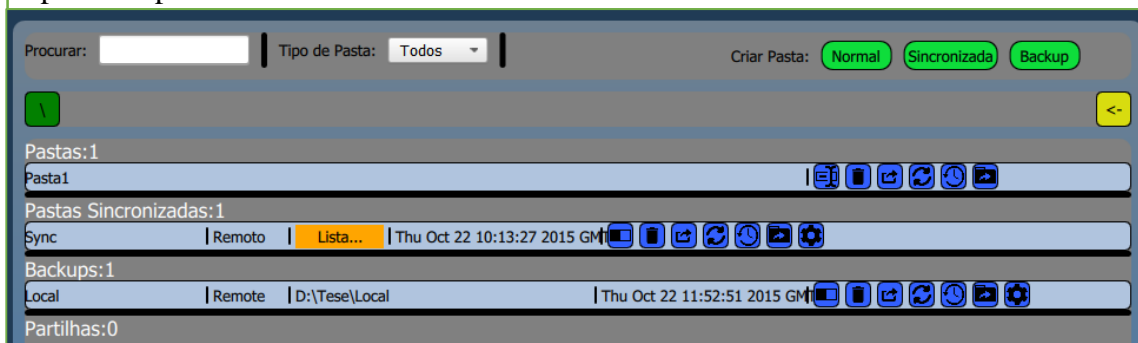 Procurar: Tipo de Pasta: Todos Criar Pasta: Normal Sincronizada Backup
\ <-
Pastas:1
Pasta1
Pastas Sincronizadas:1
Sync Remoto Lista... Thu Oct 22 10:13:27 2015 GMT
Backups:1
Local Remote D:\Tese\Local Thu Oct 22 11:52:51 2015 GMT
Partilhas:0